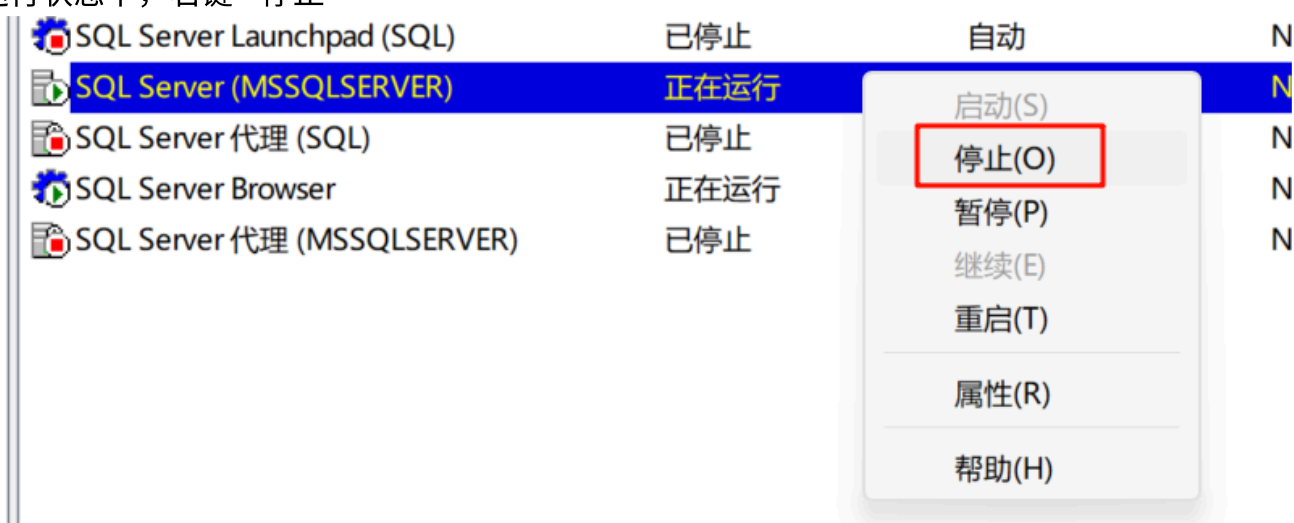 SQL Server Launchpad (SQL) 已停止 自动 N
SQL Server (MSSQLSERVER) 正在运行 N
SQL Server 代理 (SQL) 已停止 N
SQL Server Browser 正在运行 N
SQL Server 代理 (MSSQLSERVER) 已停止 N
启动(S)
停止(O)
暂停(P)
继续(E)
重启(T)
属性(R)
帮助(H)